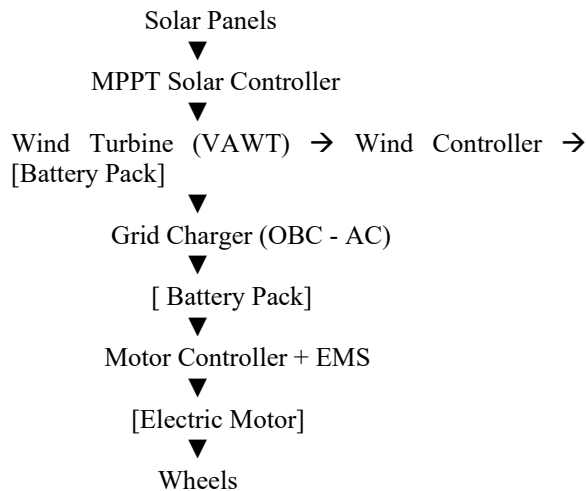 Solar Panels
▼
MPPT Solar Controller
▼
Wind Turbine (VAWT) → Wind Controller →
[Battery Pack]
▼
Grid Charger (OBC - AC)
▼
[ Battery Pack]
▼
Motor Controller + EMS
▼
[Electric Motor]
▼
Wheels